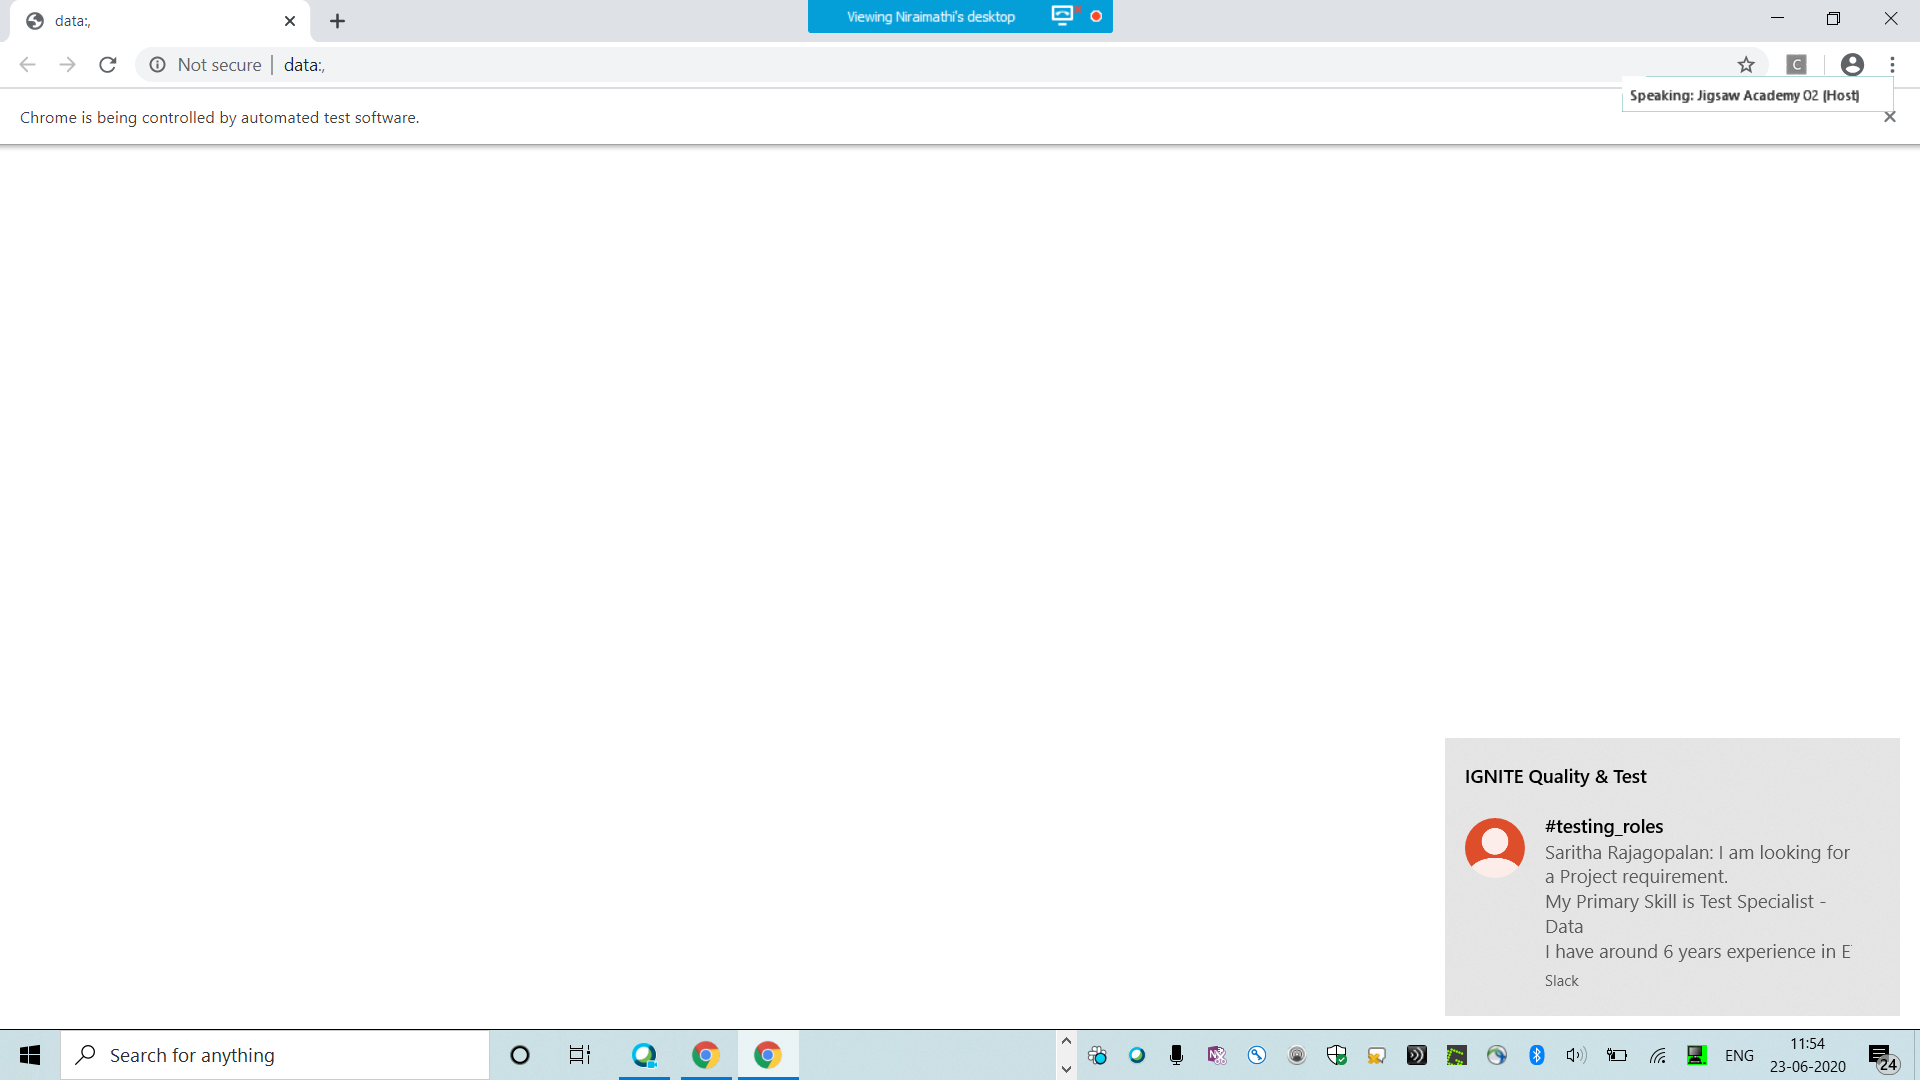 data:,
Viewing Niraimathi's desktop
Not secure
data:,
C
Speaking: Jigsaw Academy 02 (Host)
Chrome is being controlled by automated test software.
IGNITE Quality & Test
#testing_roles
Saritha Rajagopalan: I am looking for
a Project requirement.
My Primary Skill is Test Specialist -
Data
I have around 6 years experience in E
Slack
Search for anything
ENG
11:54
23-06-2020
24